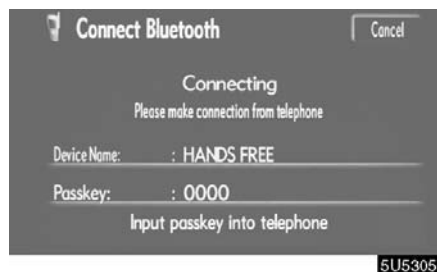 Connect Bluetooth
Cancel
Connecting
Please make connection from telephone
Device Name: : HANDS FREE
Passkey: : 0000
Input passkey into telephone
5U5305